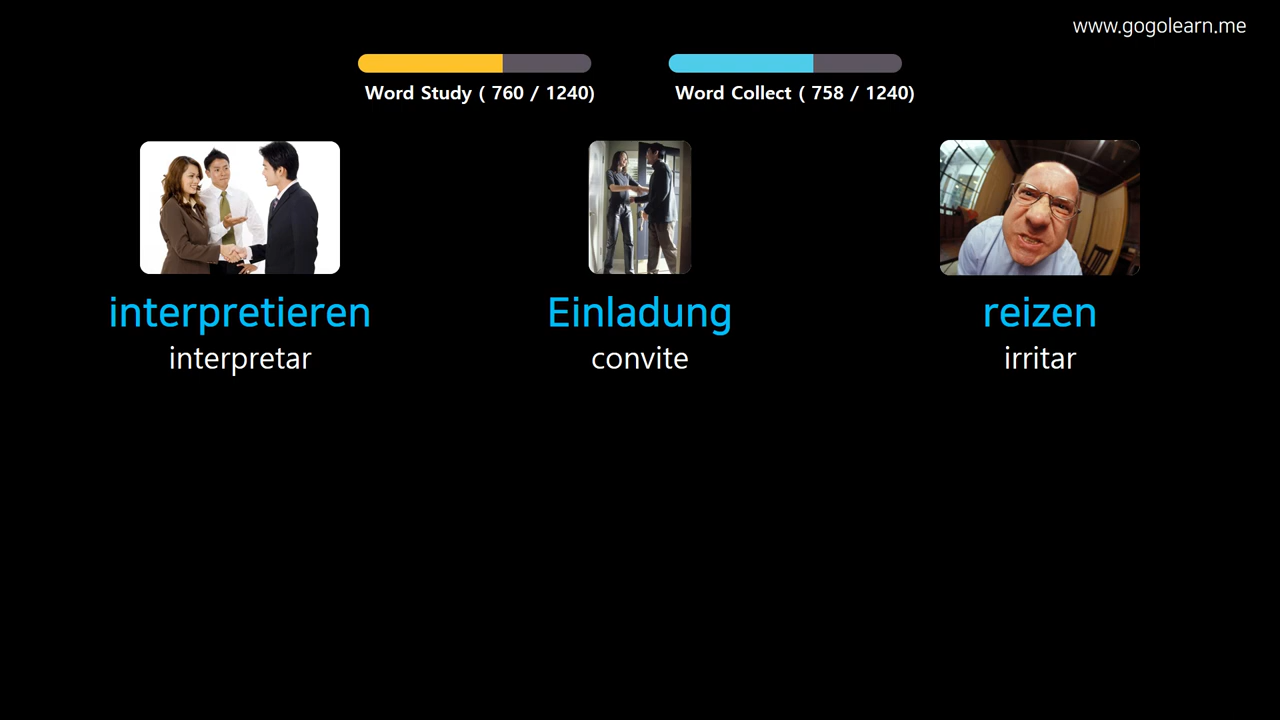 www.gogolearn.me
Word Study ( 760 / 1240)
Word Collect ( 758 / 1240)
interpretieren
interpretar
Einladung
convite
reizen
irritar